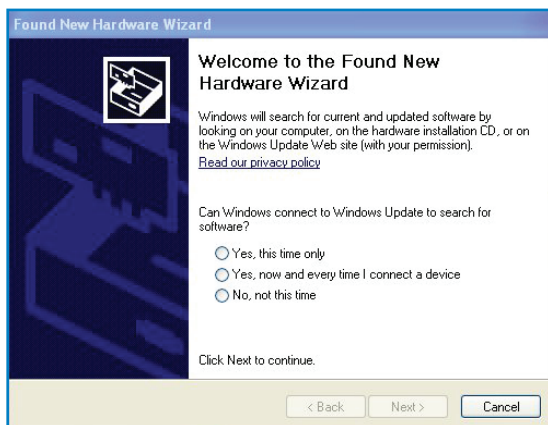 Found New Hardware Wizard
Welcome to the Found New
Hardware Wizard
Windows will search for current and updated software by
looking on your computer, on the hardware installation CD, or on
the Windows Update Web site (with your permission).
Read our privacy policy
Can Windows connect to Windows Update to search for
software?
Yes, this time only
Yes, now and every time I connect a device
No, not this time
Click Next to continue.
< Back Next > Cancel